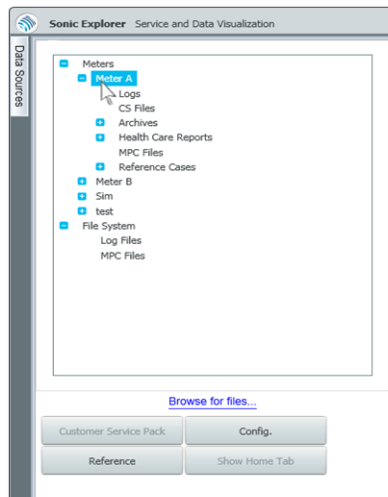 Sonic Explorer Service and Data Visualization
Data Sources
Meters
Meter A
Logs
CS Files
Archives
Health Care Reports
MPC Files
Reference Cases
Meter B
Sim
test
File System
Log Files
MPC Files
Browse for files...
Customer Service Pack
Config.
Reference
Show Home Tab